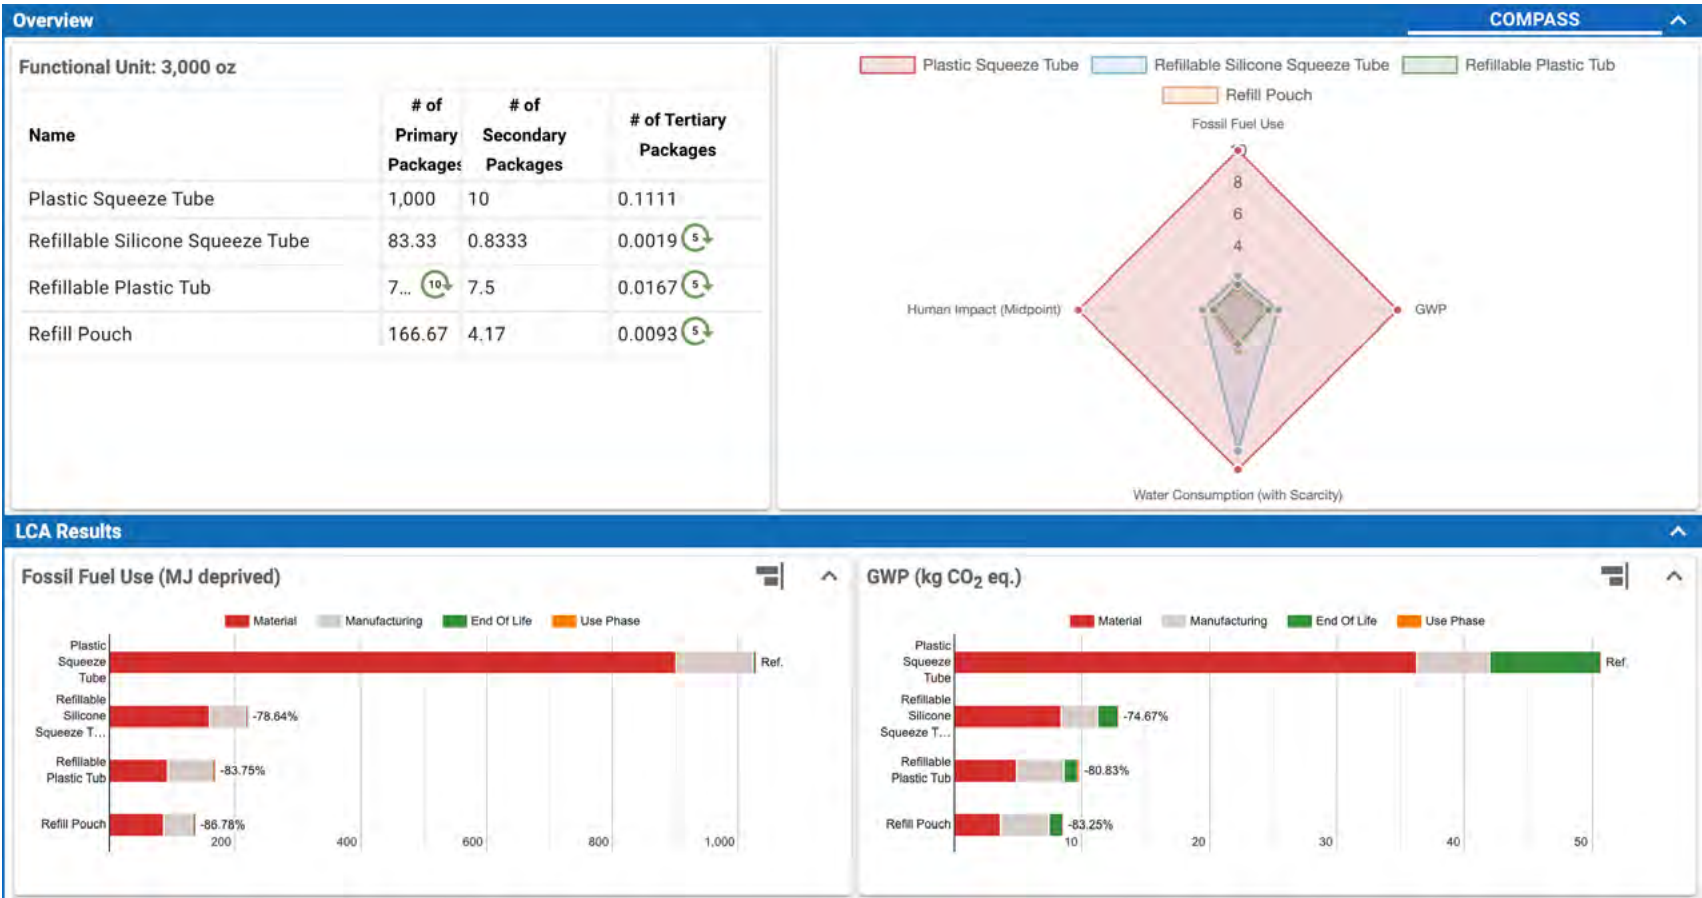 Overview
COMPASS
Functional Unit: 3,000 oz
Name
# of Primary Packages
# of Secondary Packages
# of Tertiary Packages
Plastic Squeeze Tube 1,000 10 0.1111
Refillable Silicone Squeeze Tube 83.33 0.8333 0.0019 5
Refillable Plastic Tub 7... 10 7.5 0.0167 5
Refill Pouch 166.67 4.17 0.0093 5
Plastic Squeeze Tube Refillable Silicone Squeeze Tube Refillable Plastic Tub
Refill Pouch
Fossil Fuel Use
10
8
6
4
Human Impact (Midpoint)
GWP
Water Consumption (with Scarcity)
LCA Results
Fossil Fuel Use (MJ deprived)
Material Manufacturing End Of Life Use Phase
Plastic
Squeeze
Tube
Ref.
Refillable
Silicone
Squeeze T...
-78.64%
Refillable
Plastic Tub
-83.75%
Refill Pouch
-86.78%
200 400 600 800 1,000
GWP (kg CO2 eq.)
Material Manufacturing End Of Life Use Phase
Plastic
Squeeze
Tube
Ref.
Refillable
Silicone
Squeeze T...
-74.67%
Refillable
Plastic Tub
-80.83%
Refill Pouch
-83.25%
10 20 30 40 50